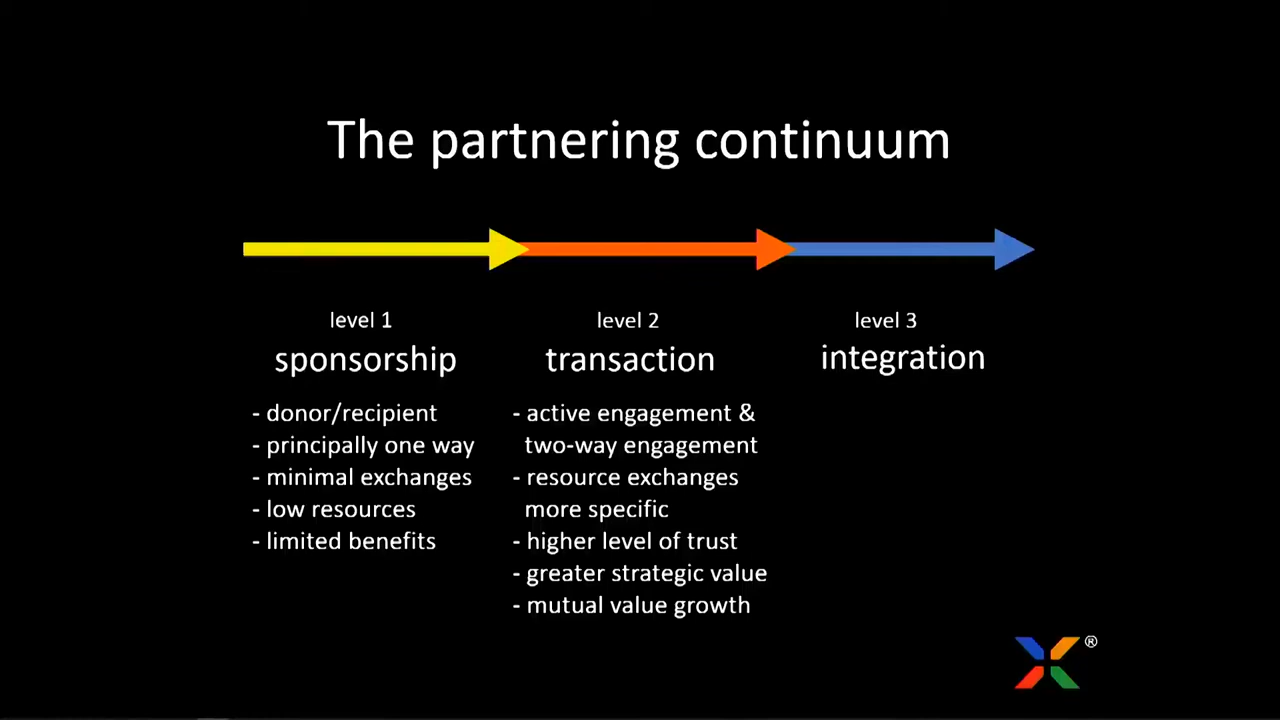 The partnering continuum
level 1
sponsorship
- donor/recipient
- principally one way
- minimal exchanges
- low resources
- limited benefits
level 2
transaction
- active engagement &
two-way engagement
- resource exchanges
more specific
- higher level of trust
- greater strategic value
- mutual value growth
level 3
integration
®